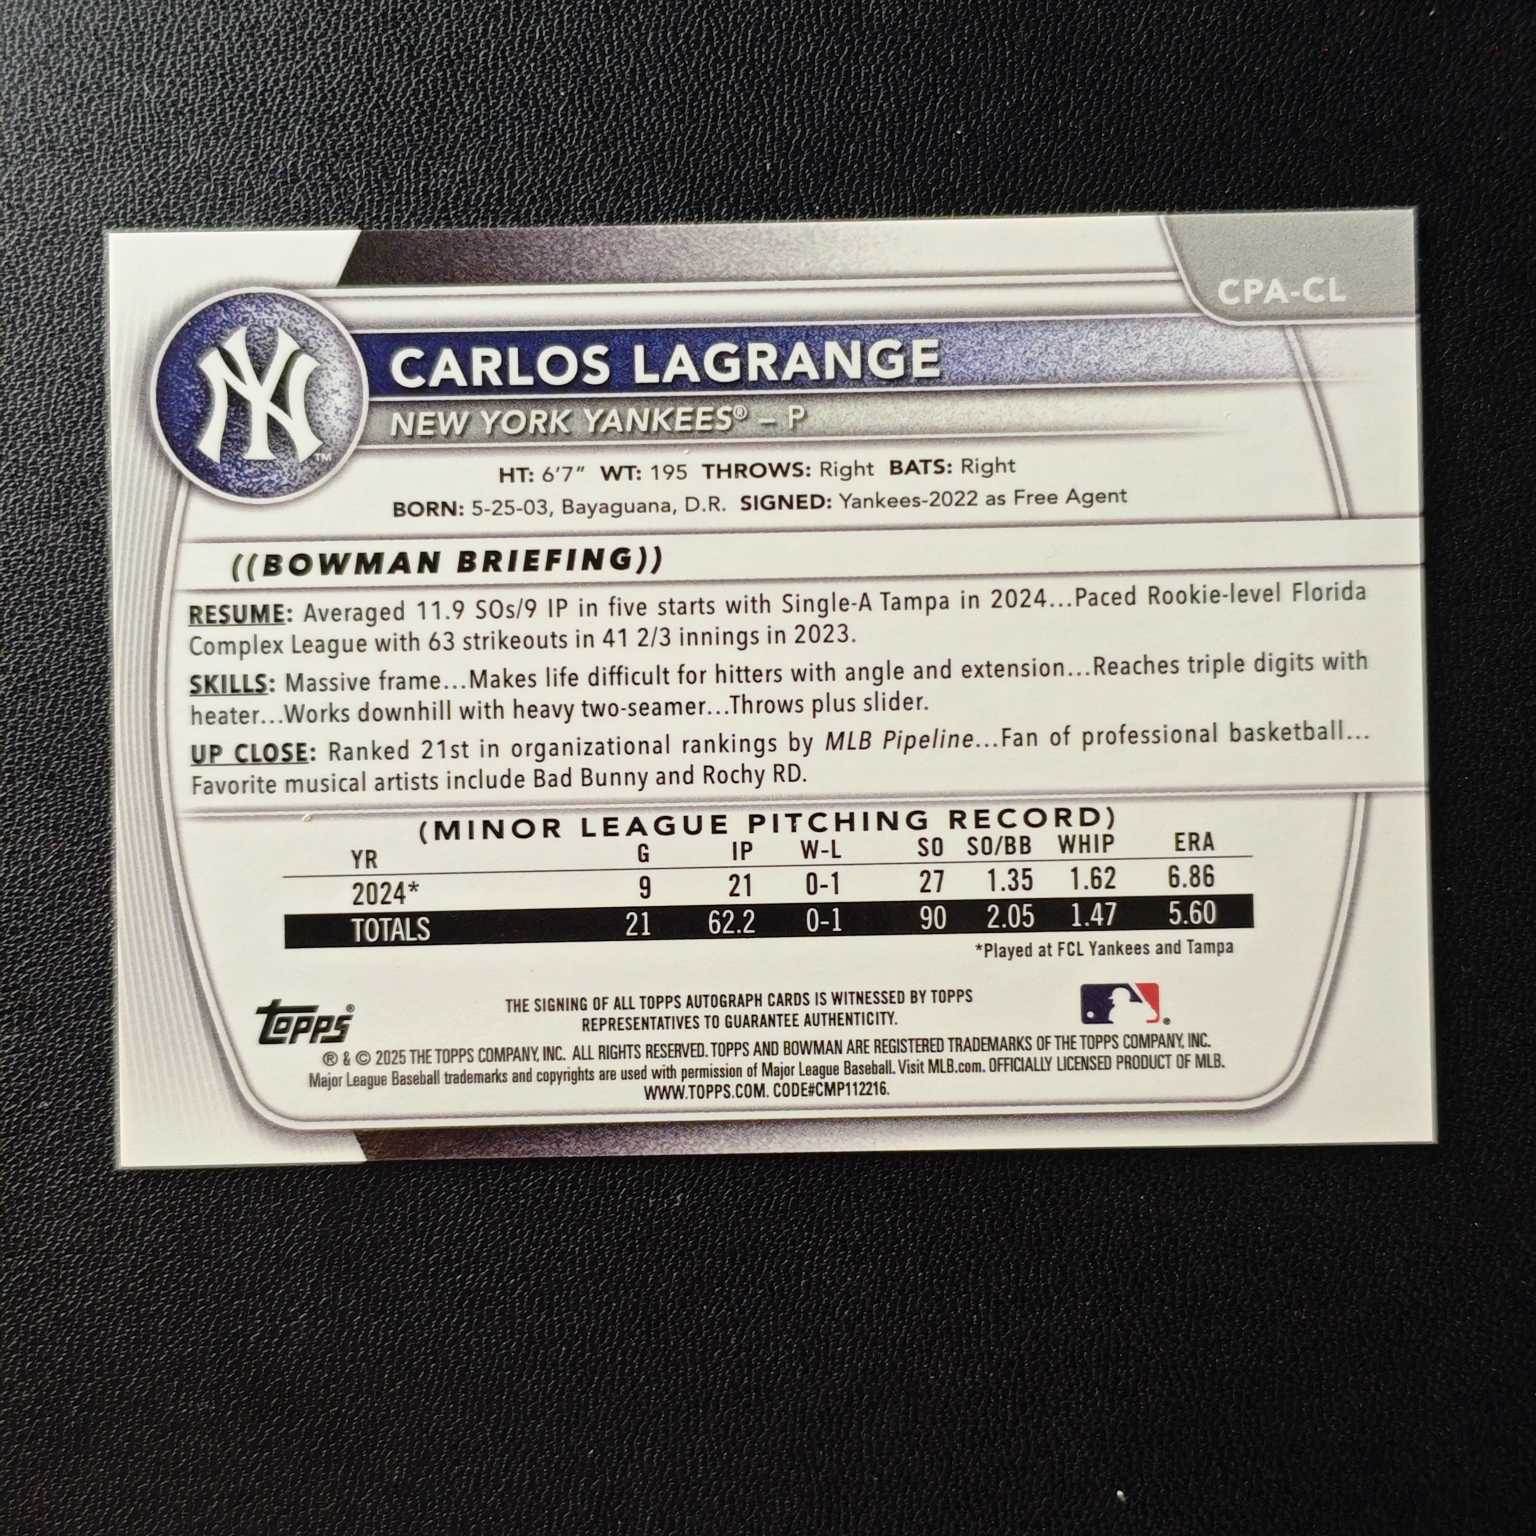 CPA-CL
NY
TM
CARLOS LAGRANGE
NEW YORK YANKEES® – P
HT: 6'7" WT: 195 THROWS: Right BATS: Right
BORN: 5-25-03, Bayaguana, D.R. SIGNED: Yankees-2022 as Free Agent
((BOWMAN BRIEFING))
RESUME: Averaged 11.9 SOs/9 IP in five starts with Single-A Tampa in 2024...Paced Rookie-level Florida
Complex League with 63 strikeouts in 41 2/3 innings in 2023.
SKILLS: Massive frame...Makes life difficult for hitters with angle and extension...Reaches triple digits with
heater...Works downhill with heavy two-seamer...Throws plus slider.
UP CLOSE: Ranked 21st in organizational rankings by MLB Pipeline...Fan of professional basketball...
Favorite musical artists include Bad Bunny and Rochy RD.
(MINOR LEAGUE PITCHING RECORD)
YR G IP W-L SO SO/BB WHIP ERA
2024* 9 21 0-1 27 1.35 1.62 6.86
TOTALS 21 62.2 0-1 90 2.05 1.47 5.60
*Played at FCL Yankees and Tampa
Topps®
THE SIGNING OF ALL TOPPS AUTOGRAPH CARDS IS WITNESSED BY TOPPS
REPRESENTATIVES TO GUARANTEE AUTHENTICITY.
®
® & © 2025 THE TOPPS COMPANY, INC. ALL RIGHTS RESERVED. TOPPS AND BOWMAN ARE REGISTERED TRADEMARKS OF THE TOPPS COMPANY, INC.
Major League Baseball trademarks and copyrights are used with permission of Major League Baseball. Visit MLB.com. OFFICIALLY LICENSED PRODUCT OF MLB.
WWW.TOPPS.COM. CODE#CMP112216.